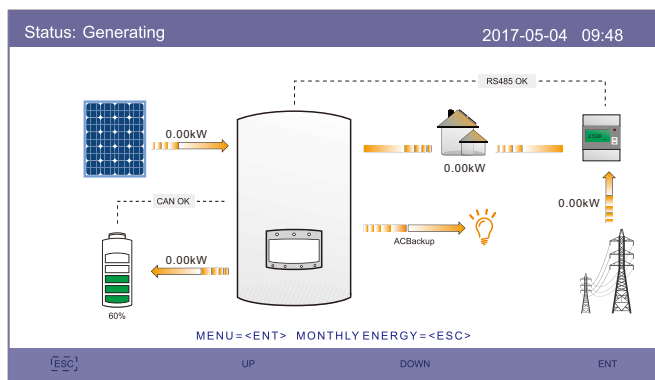 Status: Generating
2017-05-04 09:48
RS485 OK
0.00kW
0.00kW
0.00kW
CAN OK
0.00kW
ACBackup
60%
MENU=<ENT> MONTHLY ENERGY=<ESC>
ESC
UP
DOWN
ENT